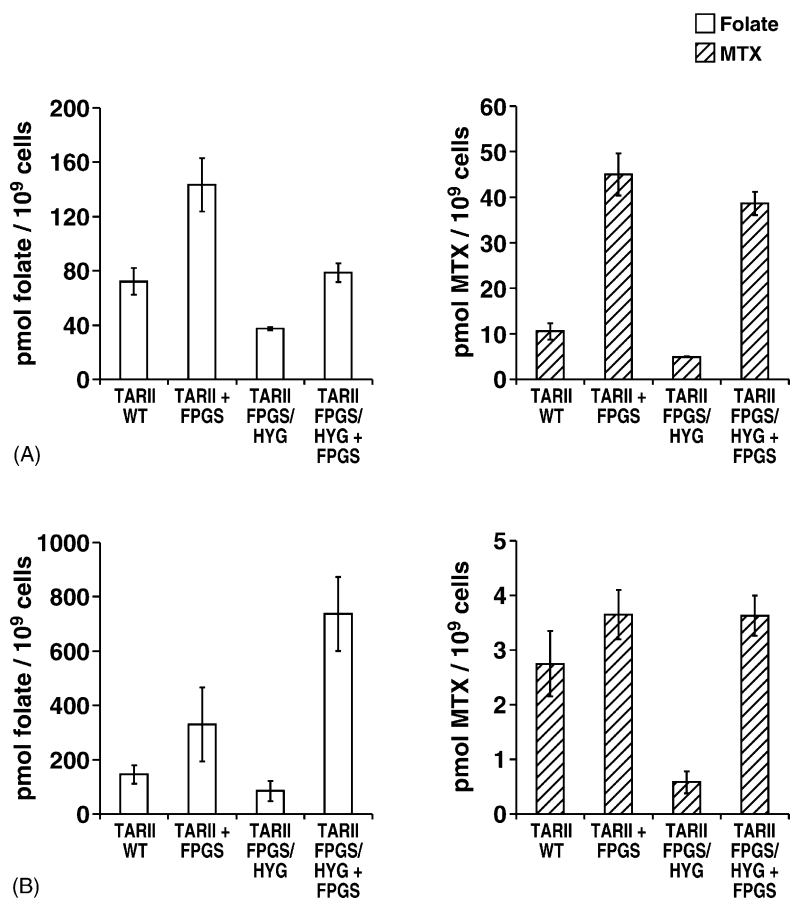 Folate
MTX
pmol folate / 10⁹ cells
200
160
120
80
40
0
TARII WT
TARII + FPGS
TARII FPGS/ HYG
TARII FPGS/ HYG + FPGS
pmol MTX / 10⁹ cells
60
50
40
30
20
10
0
TARII WT
TARII + FPGS
TARII FPGS/ HYG
TARII FPGS/ HYG + FPGS
(A)
pmol folate / 10⁹ cells
1000
800
600
400
200
0
TARII WT
TARII + FPGS
TARII FPGS/ HYG
TARII FPGS/ HYG + FPGS
pmol MTX / 10⁹ cells
5
4
3
2
1
0
TARII WT
TARII + FPGS
TARII FPGS/ HYG
TARII FPGS/ HYG + FPGS
(B)